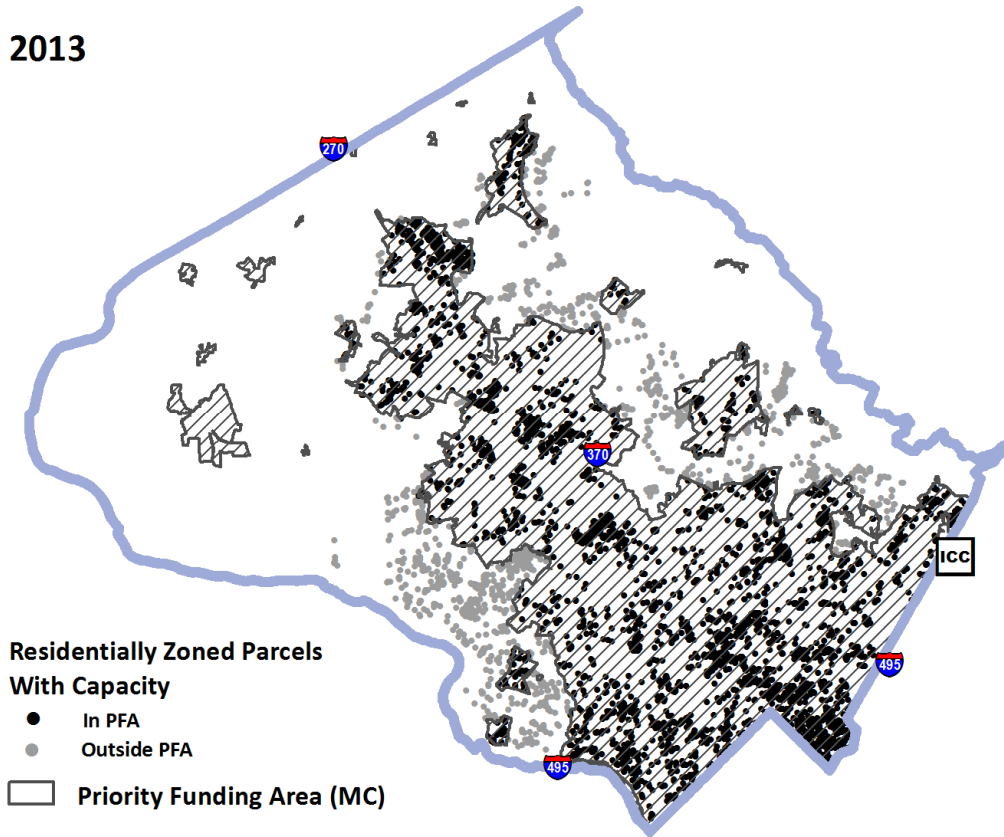 2013
270
370
ICC
495
495
Residentially Zoned Parcels
With Capacity
In PFA
Outside PFA
Priority Funding Area (MC)